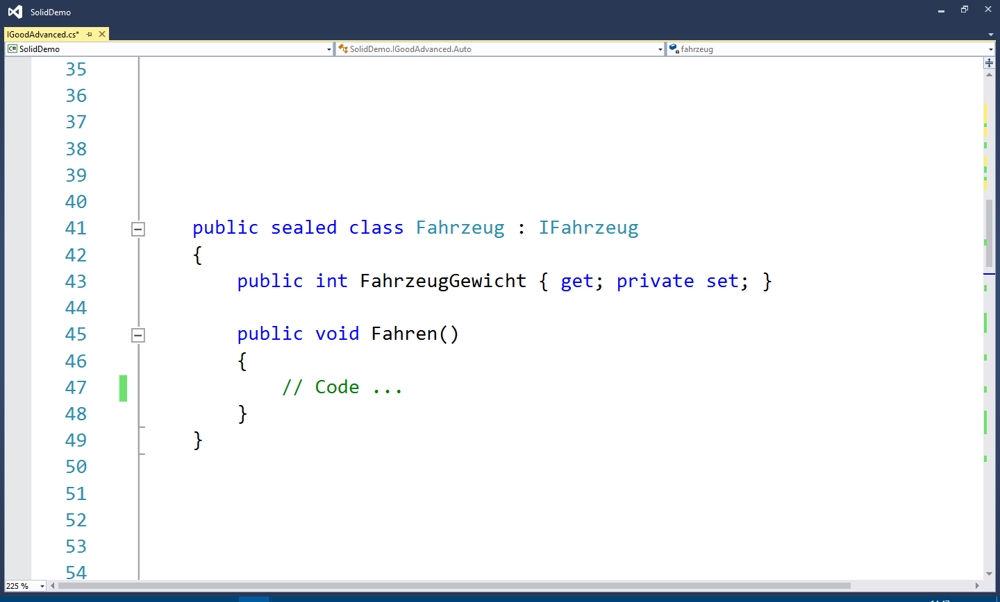 SolidDemo
IGoodAdvanced.cs*
C# SolidDemo
SolidDemo.IGoodAdvanced.Auto
fahrzeug
35
36
37
38
39
40
41 public sealed class Fahrzeug : IFahrzeug
42 {
43 public int FahrzeugGewicht { get; private set; }
44
45 public void Fahren()
46 {
47 // Code ...
48 }
49 }
50
51
52
53
54
225 %